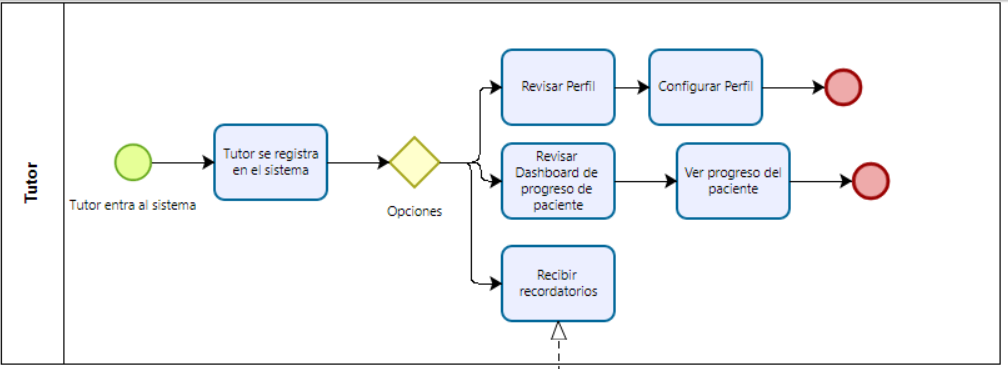 Tutor
Tutor entra al sistema
Tutor se registra
en el sistema
Opciones
Revisar Perfil
Configurar Perfil
Revisar
Dashboard de
progreso de
paciente
Ver progreso del
paciente
Recibir
recordatorios